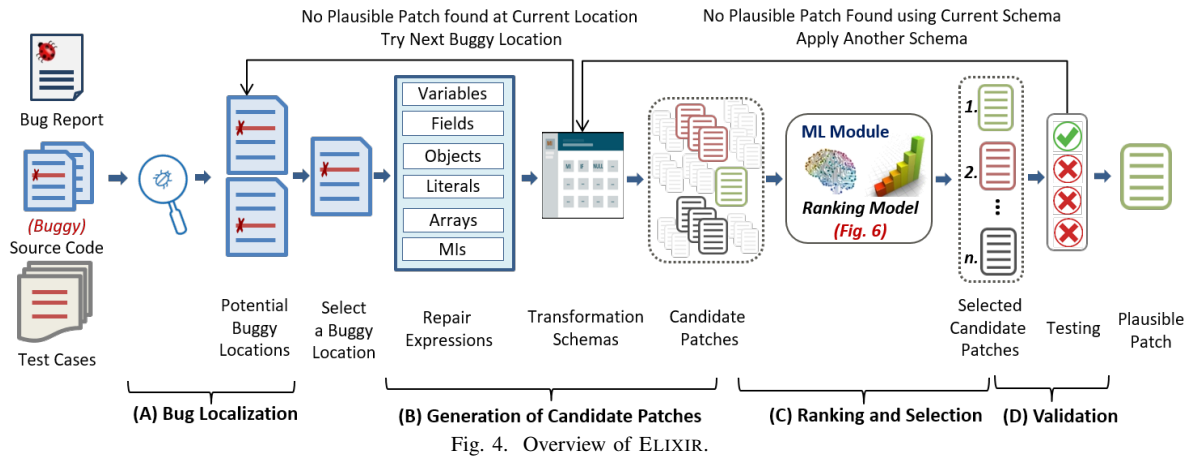 No Plausible Patch found at Current Location
Try Next Buggy Location
No Plausible Patch Found using Current Schema
Apply Another Schema
Bug Report
(Buggy)
Source Code
Test Cases
Potential
Buggy
Locations
Select
a Buggy
Location
Variables
Fields
Objects
Literals
Arrays
MIs
Repair
Expressions
NULL
Transformation
Schemas
Candidate
Patches
ML Module
Ranking Model
(Fig. 6)
1.
2.
⋮
n.
Selected
Candidate
Patches
Testing
Plausible
Patch
(A) Bug Localization
(B) Generation of Candidate Patches
(C) Ranking and Selection
(D) Validation
Fig. 4. Overview of ELIXIR.